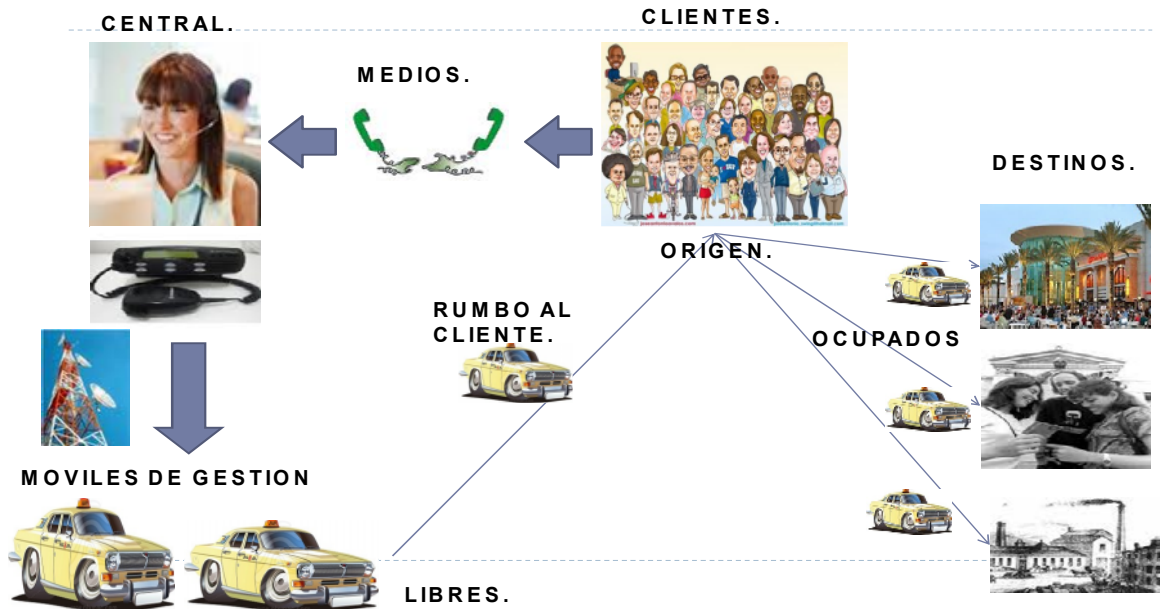 CENTRAL.
CLIENTES.
MEDIOS.
DESTINOS.
ORIGEN.
RUMBO AL
CLIENTE.
OCUPADOS
MOVILES DE GESTION
LIBRES.